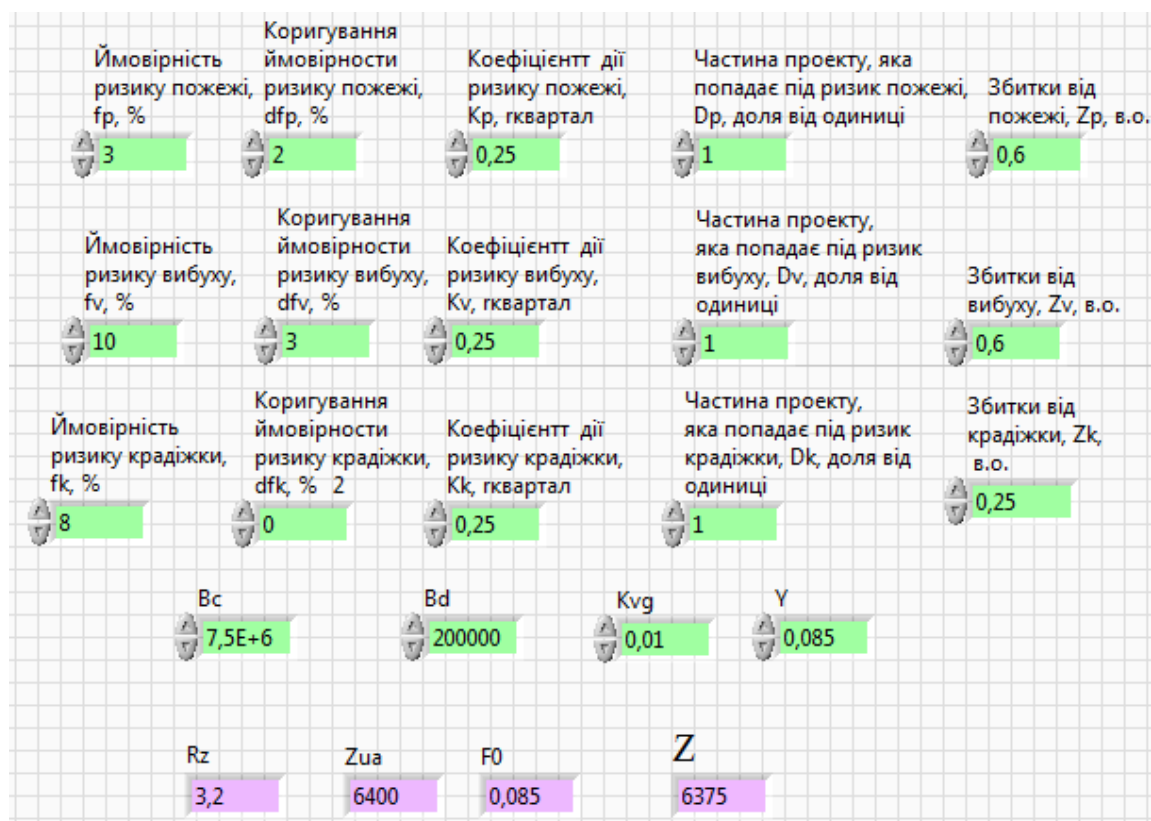 Ймовірність
ризику пожежі,
fp, %
3
Коригування
ймовірности
ризику пожежі,
dfp, %
2
Коефіцієнтт дії
ризику пожежі,
Kp, rквартал
0,25
Частина проекту, яка
попадає під ризик пожежі,
Dp, доля від одиниці
1
Збитки від
пожежі, Zp, в.о.
0,6
Ймовірність
ризику вибуху,
fv, %
10
Коригування
ймовірности
ризику вибуху,
dfv, %
3
Коефіцієнтт дії
ризику вибуху,
Kv, rквартал
0,25
Частина проекту,
яка попадає під ризик
вибуху, Dv, доля від
одиниці
1
Збитки від
вибуху, Zv, в.о.
0,6
Ймовірність
ризику крадіжки,
fk, %
8
Коригування
ймовірности
ризику крадіжки,
dfk, % 2
0
Коефіцієнтт дії
ризику крадіжки,
Kk, rквартал
0,25
Частина проекту,
яка попадає під ризик
крадіжки, Dk, доля від
одиниці
1
Збитки від
крадіжки, Zk,
в.о.
0,25
Bc
7,5E+6
Bd
200000
Kvg
0,01
Y
0,085
Rz
3,2
Zua
6400
F0
0,085
Z
6375